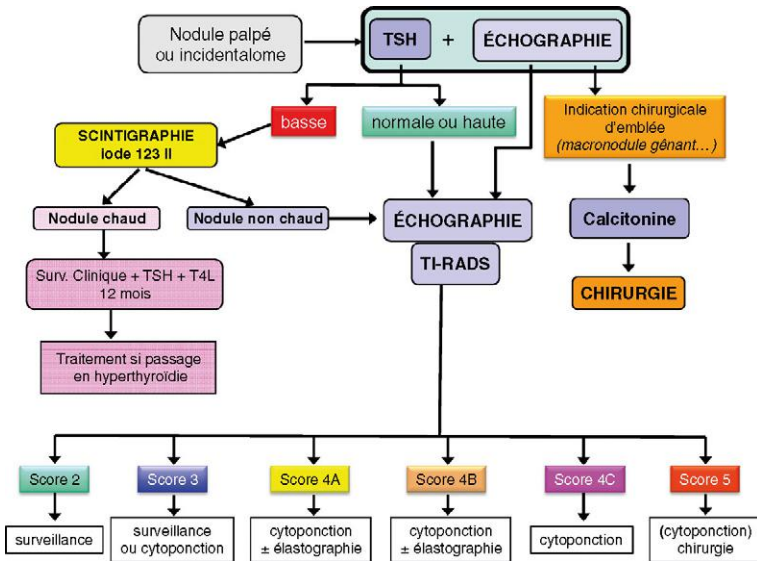 Nodule palpé
ou incidentalome
TSH + ÉCHOGRAPHIE
basse
normale ou haute
Indication chirurgicale
d'emblée
(macronodule gênant...)
SCINTIGRAPHIE
iode 123 II
Nodule chaud
Nodule non chaud
ÉCHOGRAPHIE
TI-RADS
Calcitonine
CHIRURGIE
Surv. Clinique + TSH + T4L
12 mois
Traitement si passage
en hyperthyroïdie
Score 2
Score 3
Score 4A
Score 4B
Score 4C
Score 5
surveillance
surveillance
ou cytoponction
cytoponction
± élastographie
cytoponction
± élastographie
cytoponction
(cytoponction)
chirurgie